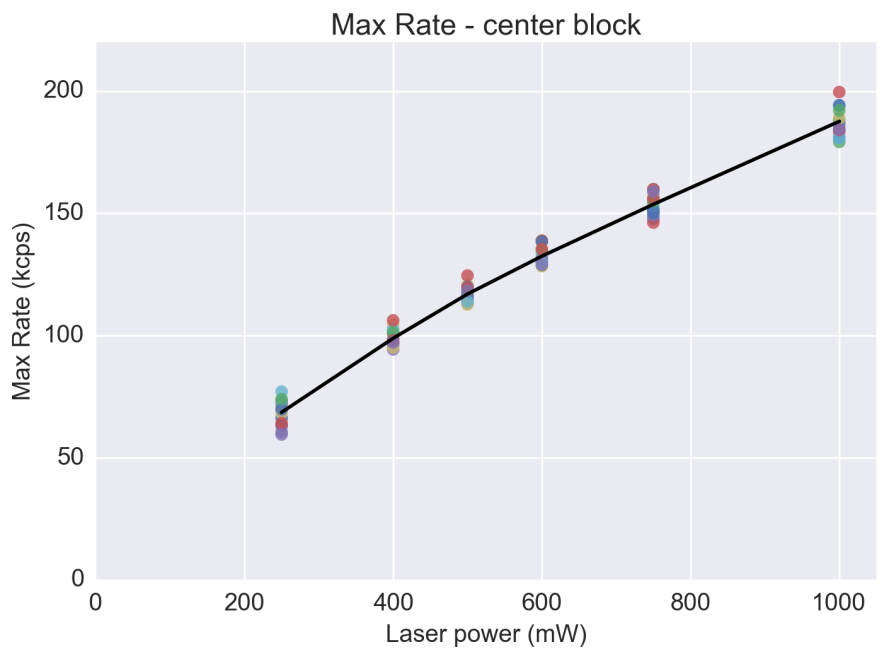 Max Rate - center block
Max Rate (kcps)
200
150
100
50
0
0 200 400 600 800 1000
Laser power (mW)